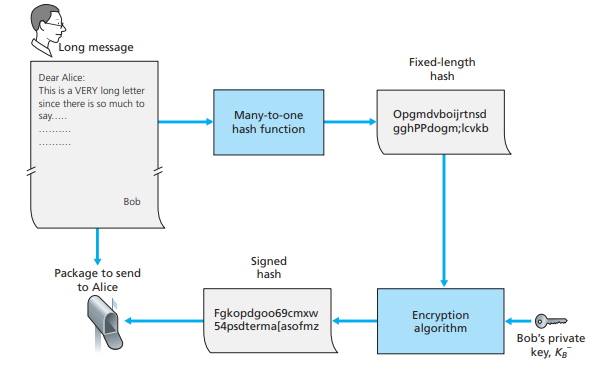 Long message
Dear Alice:
This is a VERY long letter
since there is so much to
say.....
..........
..........
Bob
Many-to-one
hash function
Fixed-length
hash
Opgmdvboijrtnsd
gghPPdogm;lcvkb
Package to send
to Alice
Signed
hash
Fgkopdgoo69cmxw
54psdterma[asofmz
Encryption
algorithm
Bob's private
key, K_B^-